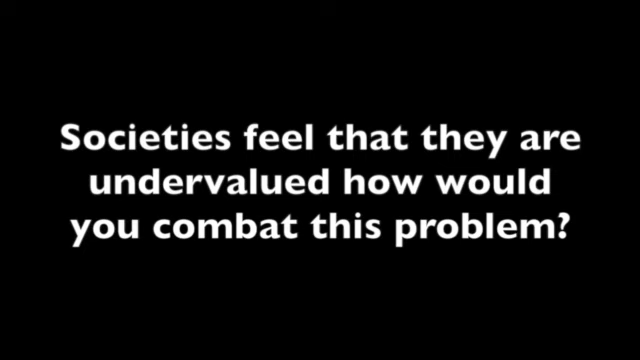 Societies feel that they are
undervalued how would
you combat this problem?